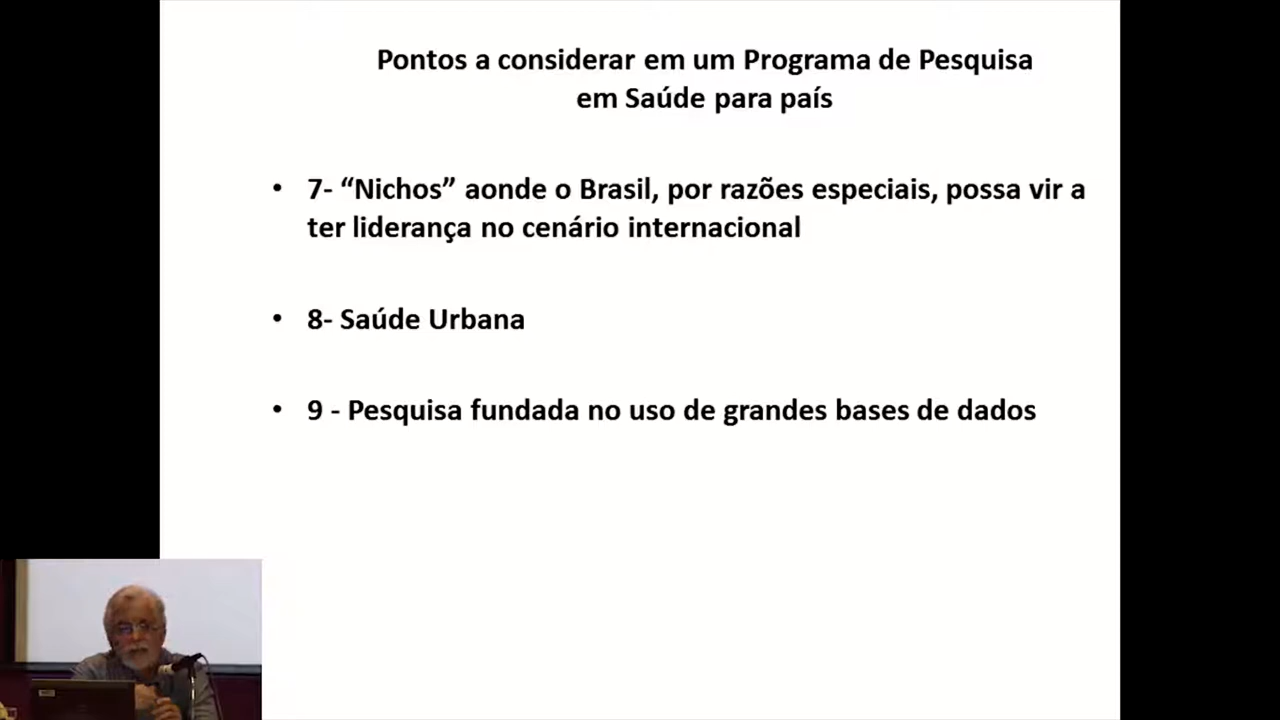 Pontos a considerar em um Programa de Pesquisa
em Saúde para país
• 7- “Nichos” aonde o Brasil, por razões especiais, possa vir a
ter liderança no cenário internacional
• 8- Saúde Urbana
• 9 - Pesquisa fundada no uso de grandes bases de dados